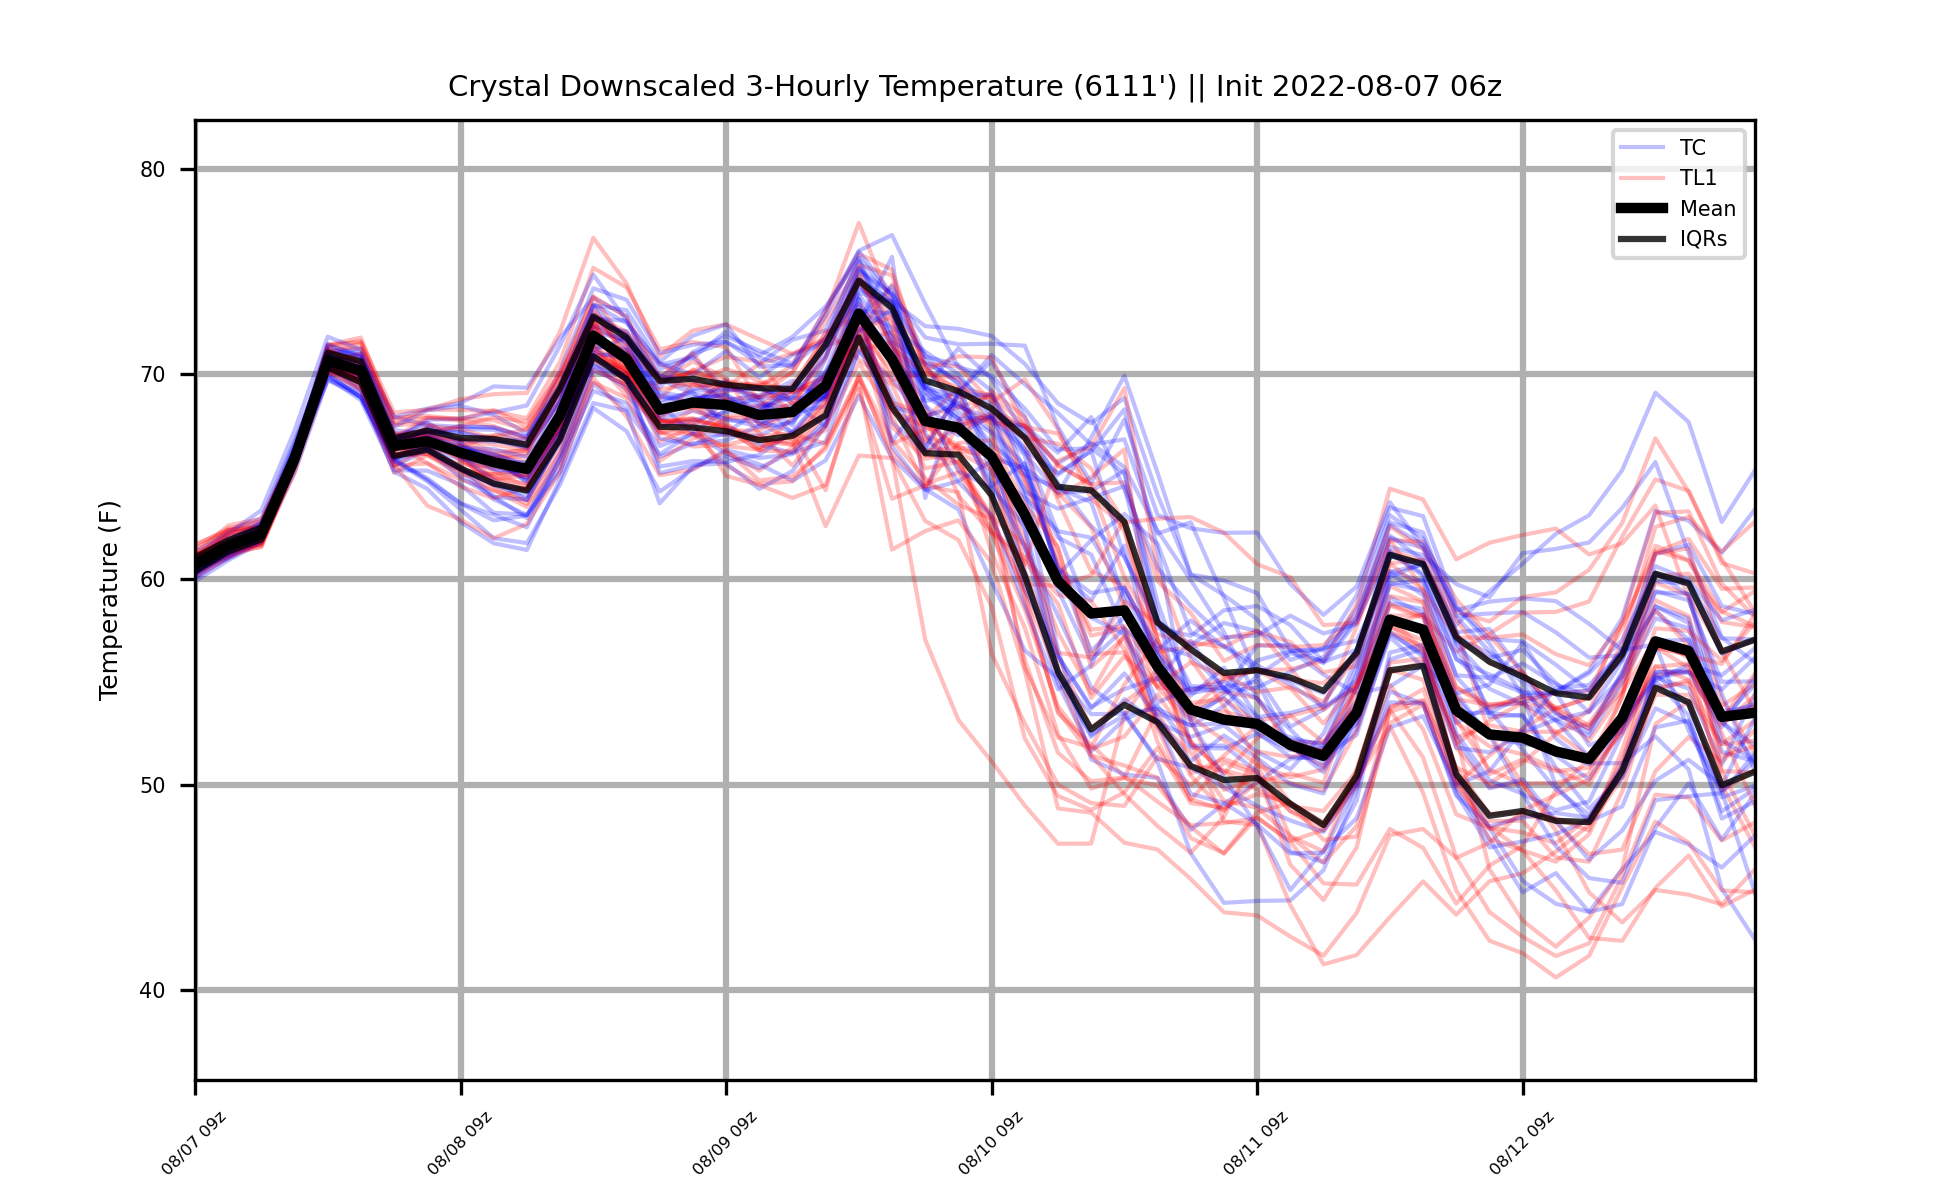 Crystal Downscaled 3-Hourly Temperature (6111') || Init 2022-08-07 06z
TC
TL1
Mean
IQRs
Temperature (F)
80
70
60
50
40
08/07 09z
08/08 09z
08/09 09z
08/10 09z
08/11 09z
08/12 09z